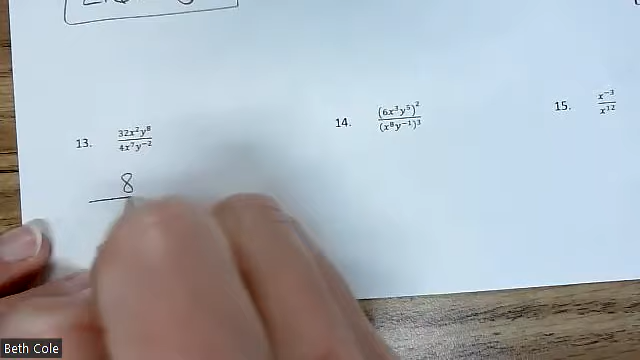 13. 32x²y⁸ / 4x⁷y⁻²
14. (6x³y⁵)² / (x⁸y⁻¹)³
15. x⁻³ / x¹²
8
Beth Cole